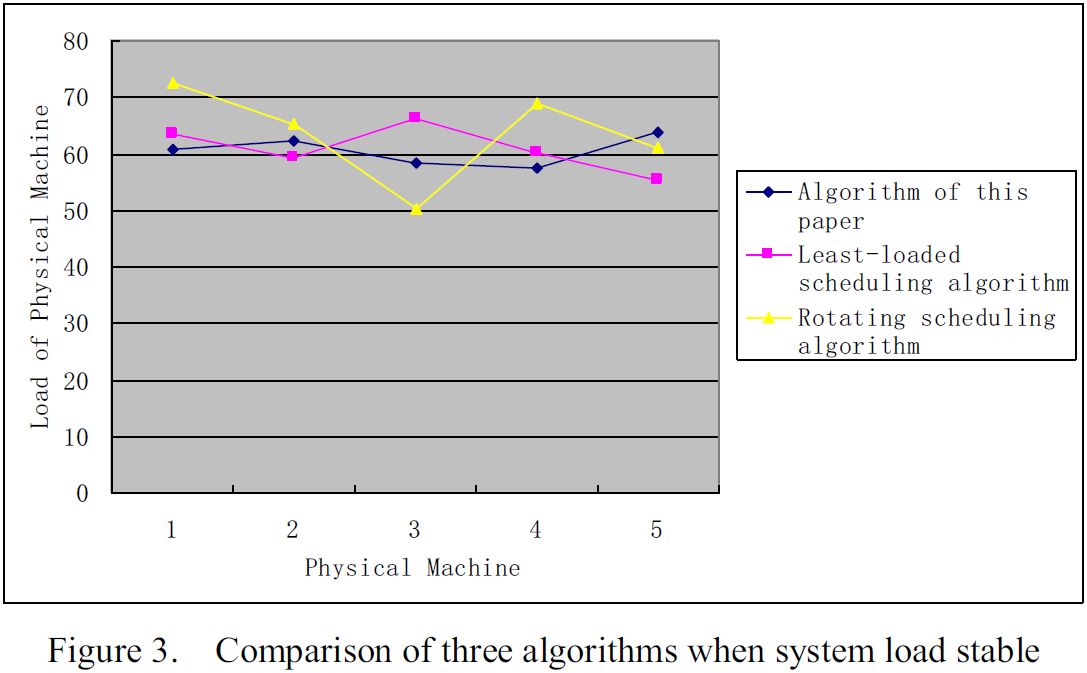 80
70
60
50
40
30
20
10
0
Load of Physical Machine
1 2 3 4 5
Physical Machine
Algorithm of this
paper
Least-loaded
scheduling algorithm
Rotating scheduling
algorithm
Figure 3. Comparison of three algorithms when system load stable